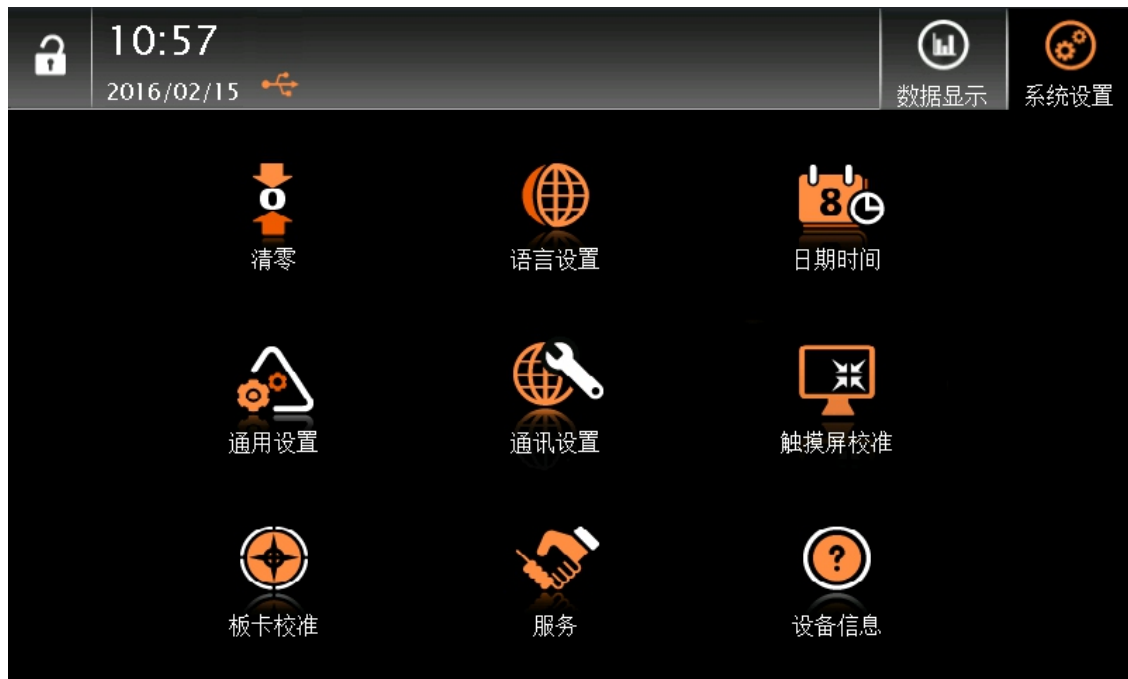 10:57
2016/02/15
数据显示
系统设置
0
8
清零
语言设置
日期时间
通用设置
通讯设置
触摸屏校准
?
板卡校准
服务
设备信息